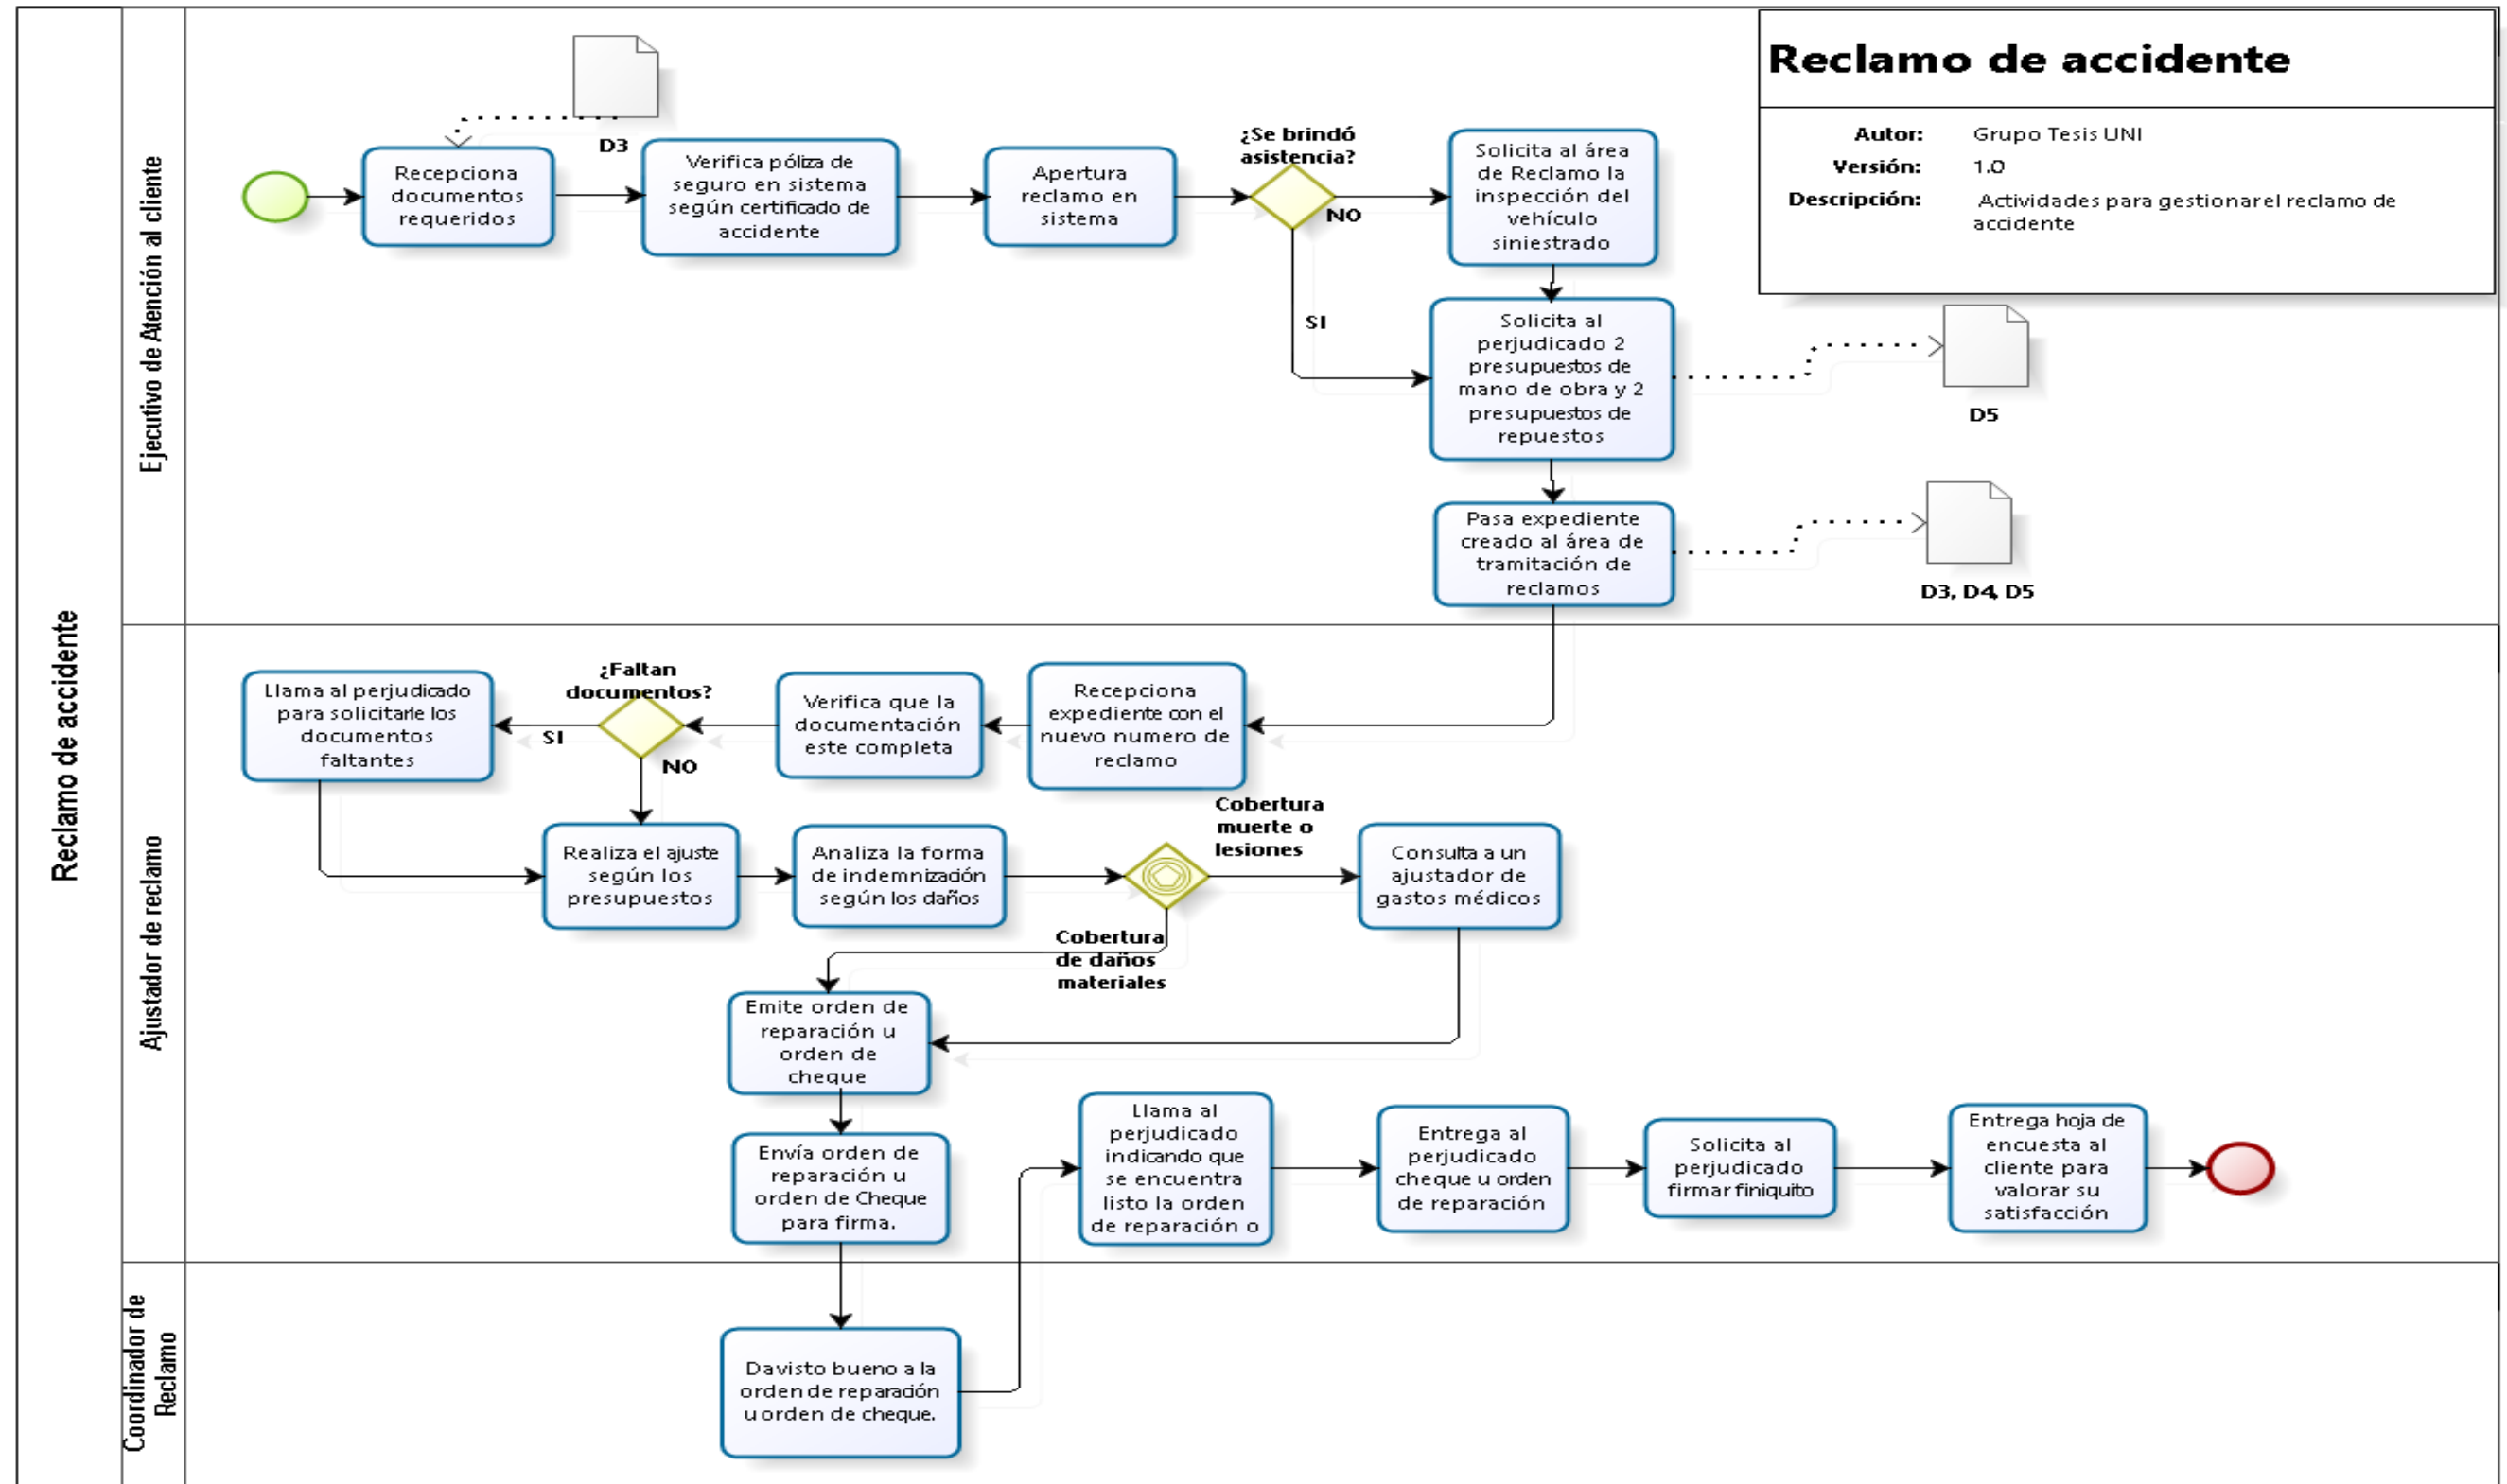 Reclamo de accidente
Ejecutivo de Atención al cliente
D3
Recepciona
documentos
requeridos
Verifica póliza de
seguro en sistema
según certificado de
accidente
Apertura
reclamo en
sistema
¿Se brindó
asistencia?
NO
SI
Solicita al área
de Reclamo la
inspección del
vehículo
siniestrado
Solicita al
perjudicado 2
presupuestos de
mano de obra y 2
presupuestos de
repuestos
D5
Pasa expediente
creado al área de
tramitación de
reclamos
D3, D4, D5
Reclamo de accidente
Autor: Grupo Tesis UNI
Versión: 1.0
Descripción: Actividades para gestionar el reclamo de
accidente
Ajustador de reclamo
Recepciona
expediente con el
nuevo numero de
reclamo
Verifica que la
documentación
este completa
¿Faltan
documentos?
SI
NO
Llama al perjudicado
para solicitarle los
documentos
faltantes
Realiza el ajuste
según los
presupuestos
Analiza la forma
de indemnización
según los daños
Cobertura
muerte o
lesiones
Consulta a un
ajustador de
gastos médicos
Cobertura
de daños
materiales
Emite orden de
reparación u
orden de
cheque
Envía orden de
reparación u
orden de Cheque
para firma.
Llama al
perjudicado
indicando que
se encuentra
listo la orden
de reparación o
Entrega al
perjudicado
cheque u orden
de reparación
Solicita al
perjudicado
firmar finiquito
Entrega hoja de
encuesta al
cliente para
valorar su
satisfacción
Coordinador de
Reclamo
Da visto bueno a la
orden de reparación
u orden de cheque.